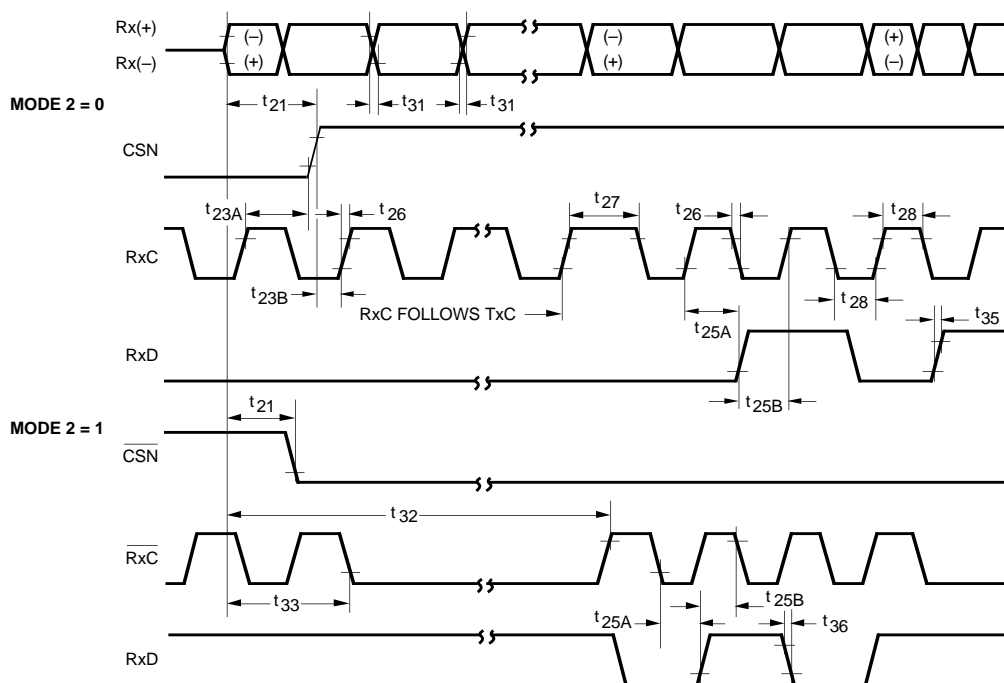 Rx(+)
(–)
(–)
(+)
Rx(–)
(+)
(+)
(–)
t21
t31
t31
MODE 2 = 0
CSN
t23A
t26
t27
t26
t28
RxC
t23B
t28
RxC FOLLOWS TxC
t25A
t35
RxD
t25B
t21
MODE 2 = 1
CSN
t32
RxC
t33
t25A
t25B
t36
RxD